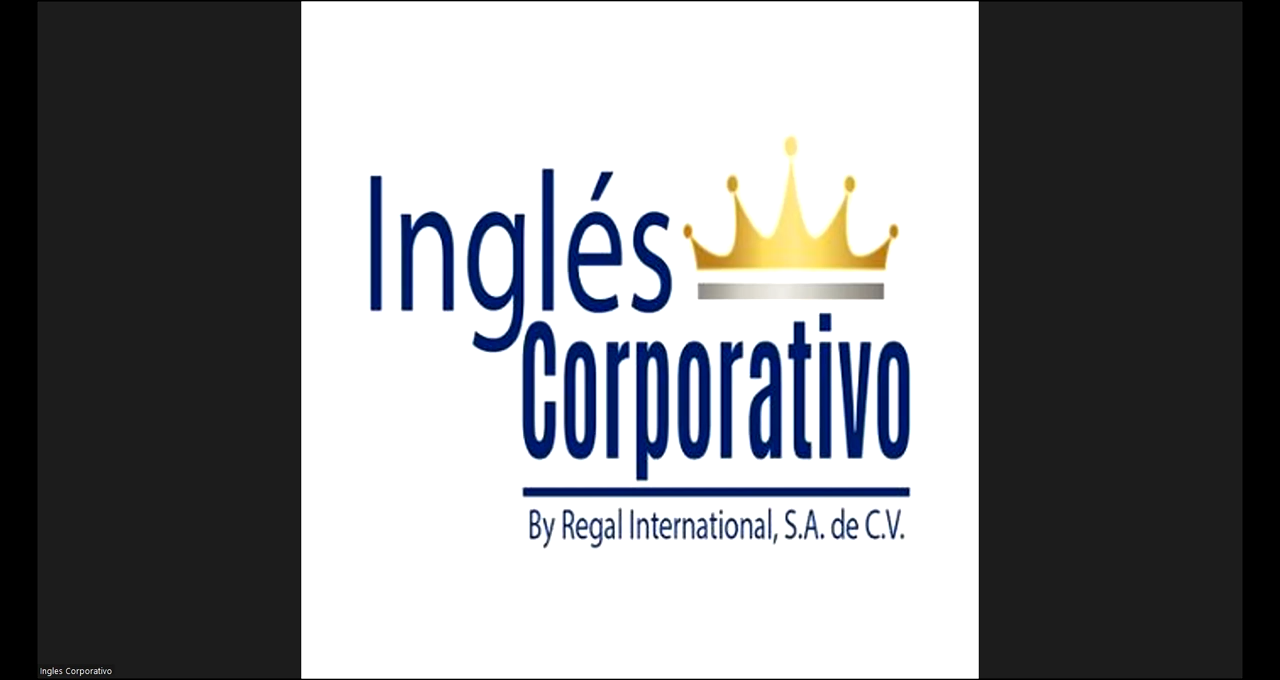 Inglés
Corporativo
By Regal International, S.A. de C.V.
Ingles Corporativo